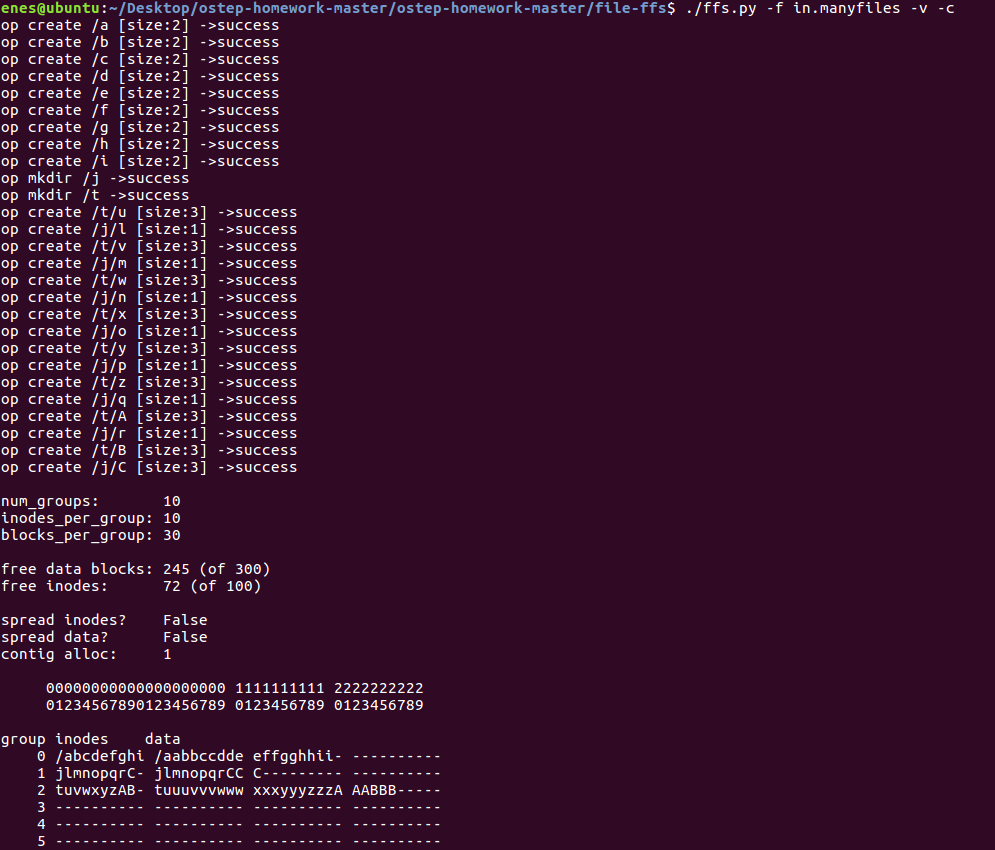 enes@ubuntu:~/Desktop/ostep-homework-master/ostep-homework-master/file-ffs$ ./ffs.py -f in.manyfiles -v -c
op create /a [size:2] ->success
op create /b [size:2] ->success
op create /c [size:2] ->success
op create /d [size:2] ->success
op create /e [size:2] ->success
op create /f [size:2] ->success
op create /g [size:2] ->success
op create /h [size:2] ->success
op create /i [size:2] ->success
op mkdir /j ->success
op mkdir /t ->success
op create /t/u [size:3] ->success
op create /j/l [size:1] ->success
op create /t/v [size:3] ->success
op create /j/m [size:1] ->success
op create /t/w [size:3] ->success
op create /j/n [size:1] ->success
op create /t/x [size:3] ->success
op create /j/o [size:1] ->success
op create /t/y [size:3] ->success
op create /j/p [size:1] ->success
op create /t/z [size:3] ->success
op create /j/q [size:1] ->success
op create /t/A [size:3] ->success
op create /j/r [size:1] ->success
op create /t/B [size:3] ->success
op create /j/C [size:3] ->success

num_groups:       10
inodes_per_group: 10
blocks_per_group: 30

free data blocks: 245 (of 300)
free inodes:      72 (of 100)

spread inodes?    False
spread data?      False
contig alloc:     1

     00000000000000000000 1111111111 2222222222
     01234567890123456789 0123456789 0123456789

group inodes    data
    0 /abcdefghi /aabbccdde effgghhii- ----------
    1 jlmnopqrC- jlmnopqrCC C--------- ----------
    2 tuvwxyzAB- tuuuvvvwww xxxyyyzzzA AABBB-----
    3 ---------- ---------- ---------- ----------
    4 ---------- ---------- ---------- ----------
    5 ---------- ---------- ---------- ----------